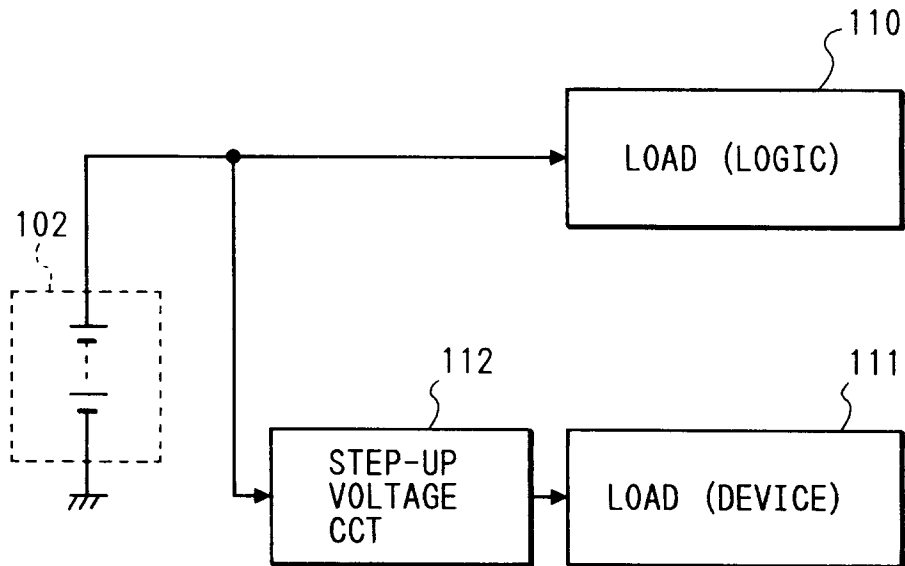 110
LOAD (LOGIC)
102
112
111
STEP-UP
VOLTAGE
CCT
LOAD (DEVICE)